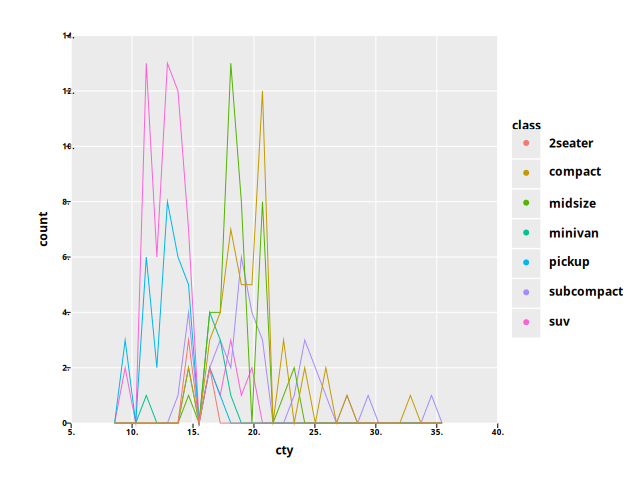 14.
12.
10.
8.
6.
4.
2.
0.
5.
10.
15.
20.
25.
30.
35.
40.
count
cty
class
2seater
compact
midsize
minivan
pickup
subcompact
suv